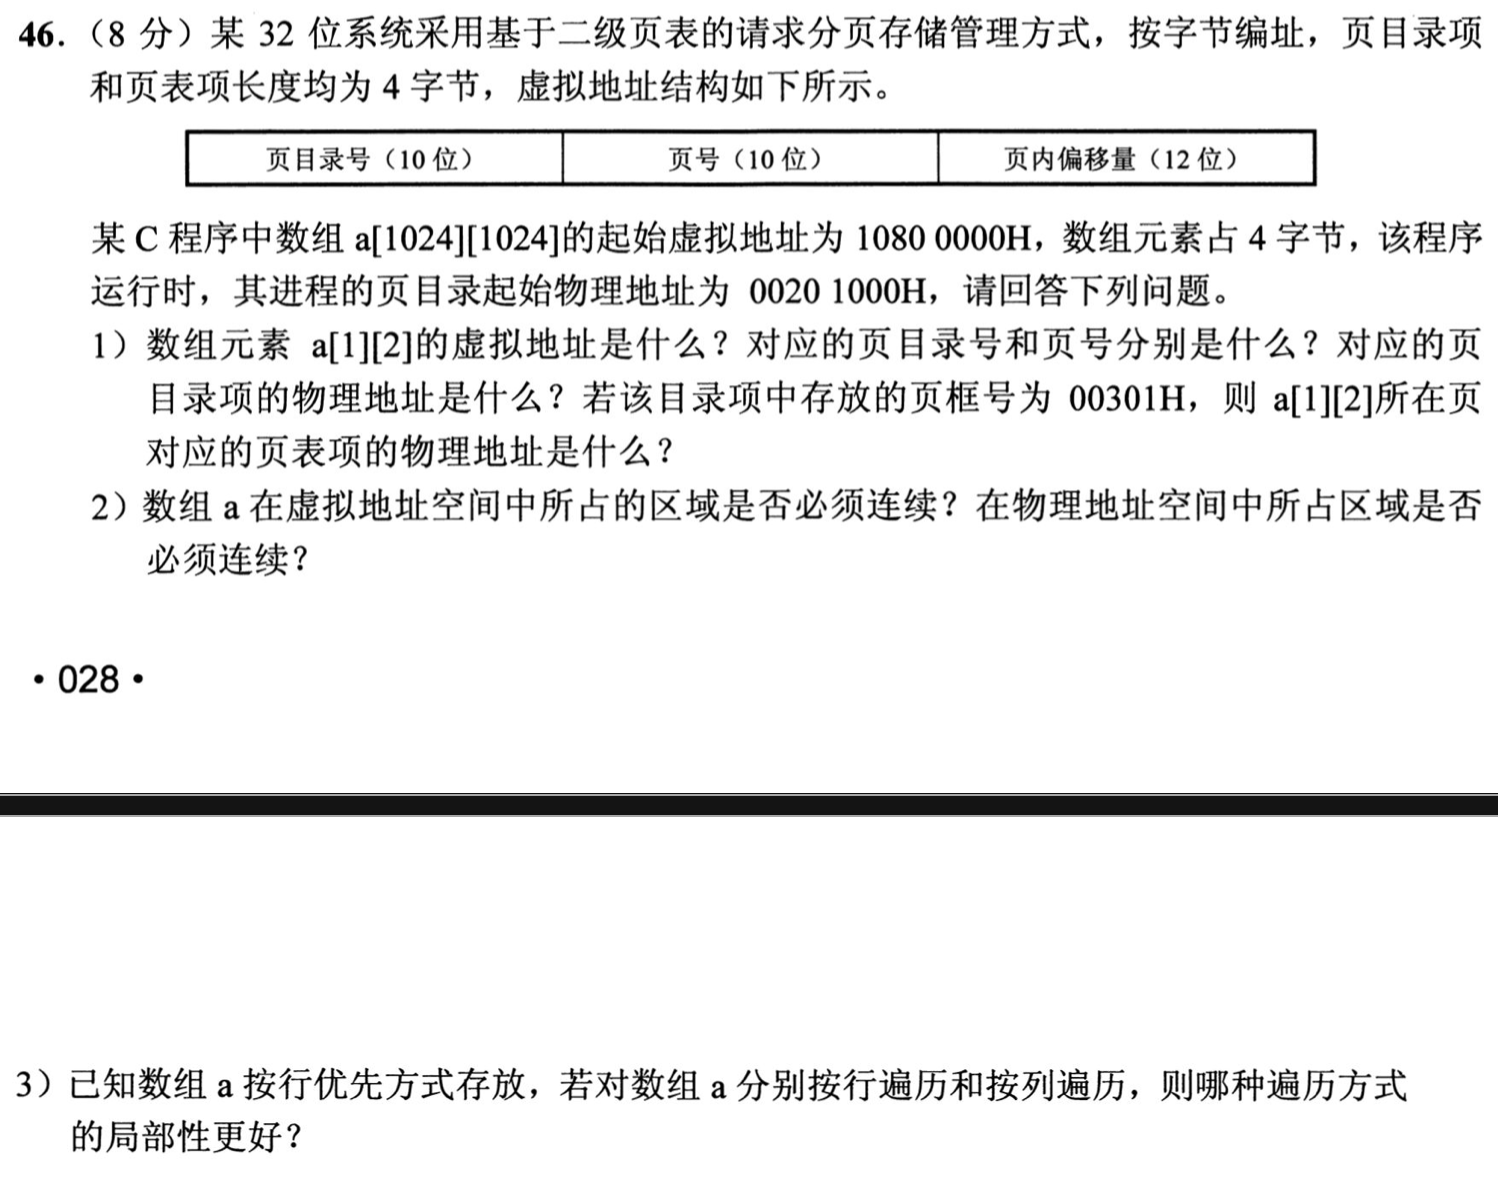 46.（8 分）某 32 位系统采用基于二级页表的请求分页存储管理方式，按字节编址，页目录项
和页表项长度均为 4 字节，虚拟地址结构如下所示。
页目录号（10 位） 页号（10 位） 页内偏移量（12 位）
某 C 程序中数组 a[1024][1024]的起始虚拟地址为 1080 0000H，数组元素占 4 字节，该程序
运行时，其进程的页目录起始物理地址为 0020 1000H，请回答下列问题。
1）数组元素 a[1][2]的虚拟地址是什么？对应的页目录号和页号分别是什么？对应的页
目录项的物理地址是什么？若该目录项中存放的页框号为 00301H，则 a[1][2]所在页
对应的页表项的物理地址是什么？
2）数组 a 在虚拟地址空间中所占的区域是否必须连续？在物理地址空间中所占区域是否
必须连续？
• 028 •
3）已知数组 a 按行优先方式存放，若对数组 a 分别按行遍历和按列遍历，则哪种遍历方式
的局部性更好？